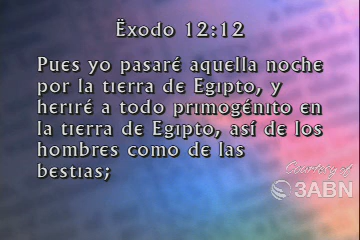 Ëxodo 12:12
Pues yo pasaré aquella noche
por la tierra de Egipto, y
heriré a todo primogénito en
la tierra de Egipto, así de los
hombres como de las
bestias;
Courtesy of
3ABN